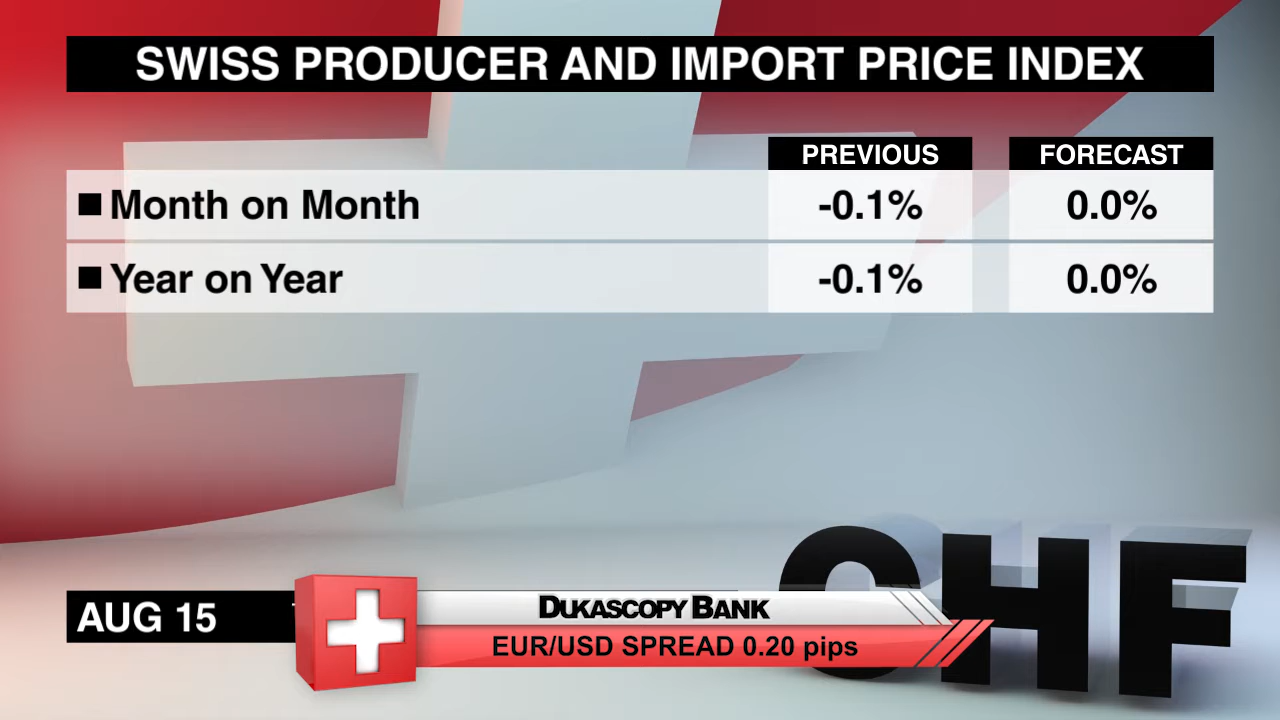 SWISS PRODUCER AND IMPORT PRICE INDEX
PREVIOUS FORECAST
Month on Month -0.1% 0.0%
Year on Year -0.1% 0.0%
CHF
AUG 15
DUKASCOPY BANK
EUR/USD SPREAD 0.20 pips